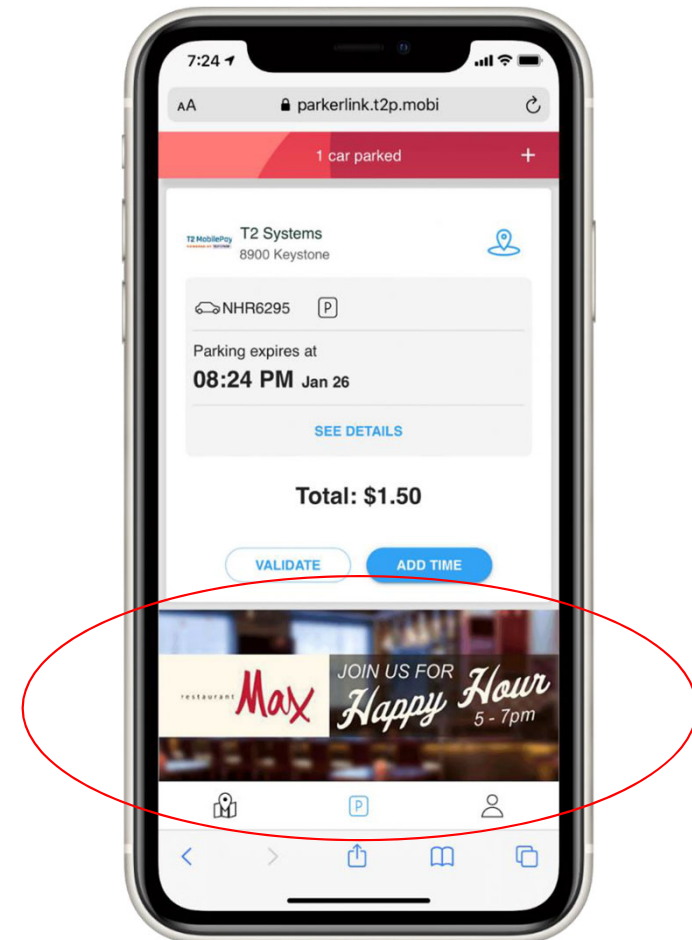 7:24
AA parkerlink.t2p.mobi
1 car parked +
T2 MobilePay T2 Systems
8900 Keystone
NHR6295 P
Parking expires at
08:24 PM Jan 26
SEE DETAILS
Total: $1.50
VALIDATE ADD TIME
restaurant Max JOIN US FOR
Happy Hour
5 - 7pm
P